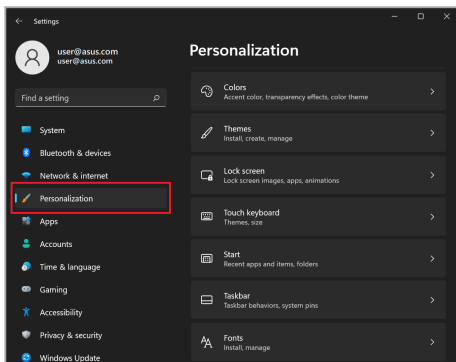 Settings
user@asus.com
user@asus.com
Find a setting
System
Bluetooth & devices
Network & internet
Personalization
Apps
Accounts
Time & language
Gaming
Accessibility
Privacy & security
Windows Update
Personalization
Colors
Accent color, transparency effects, color theme
Themes
Install, create, manage
Lock screen
Lock screen images, apps, animations
Touch keyboard
Themes, size
Start
Recent apps and items, folders
Taskbar
Taskbar behaviors, system pins
Fonts
Install, manage